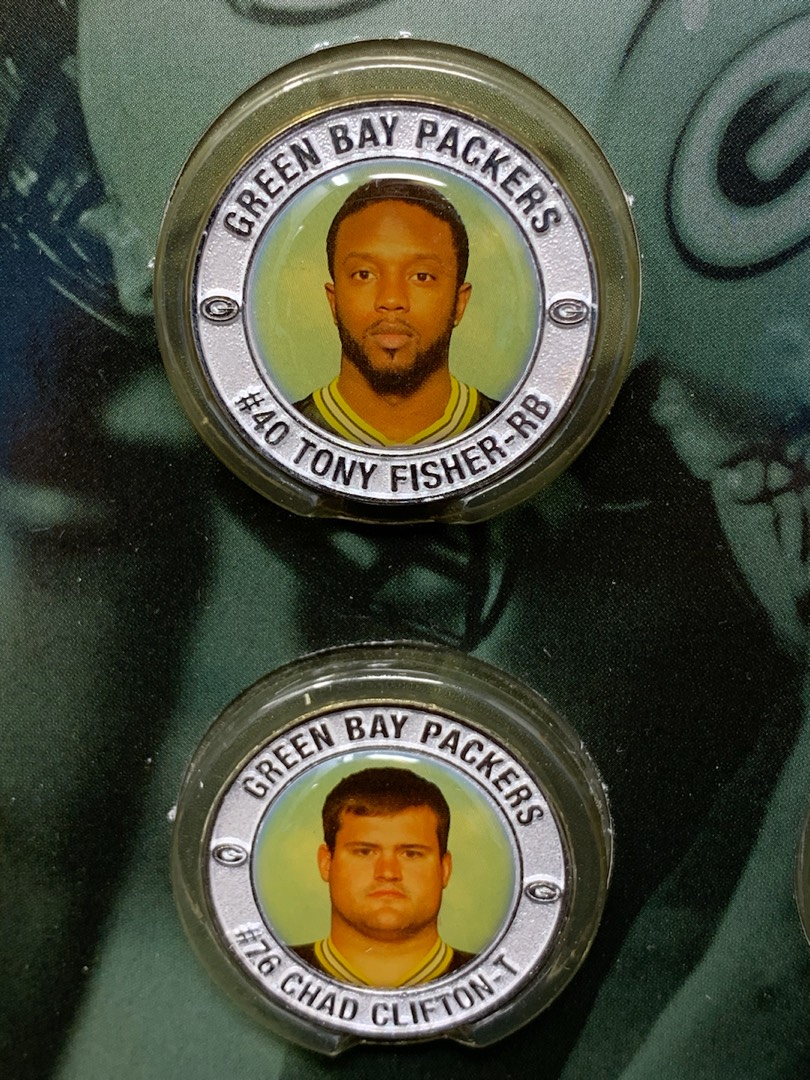 GREEN BAY PACKERS
G
G
#40 TONY FISHER-RB
GREEN BAY PACKERS
G
G
#76 CHAD CLIFTON-T